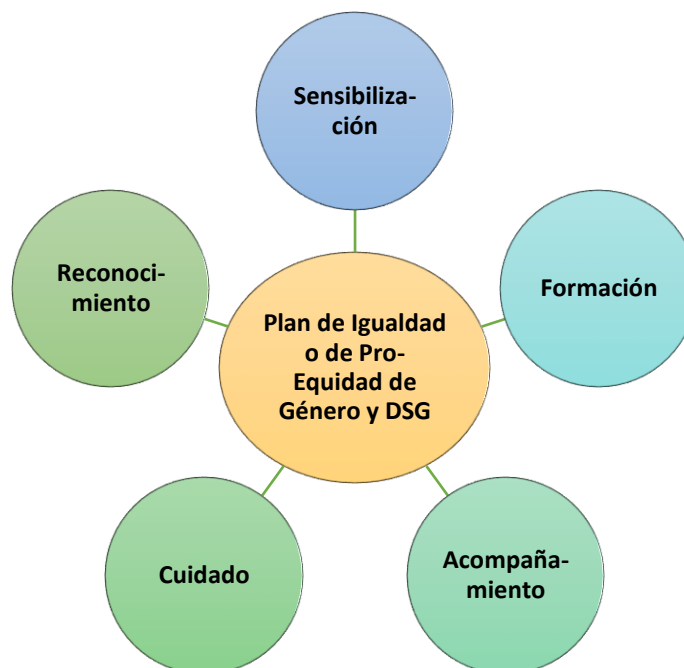 Sensibiliza-
ción
Reconoci-
miento
Formación
Plan de Igualdad
o de Pro-
Equidad de
Género y DSG
Cuidado
Acompaña-
miento